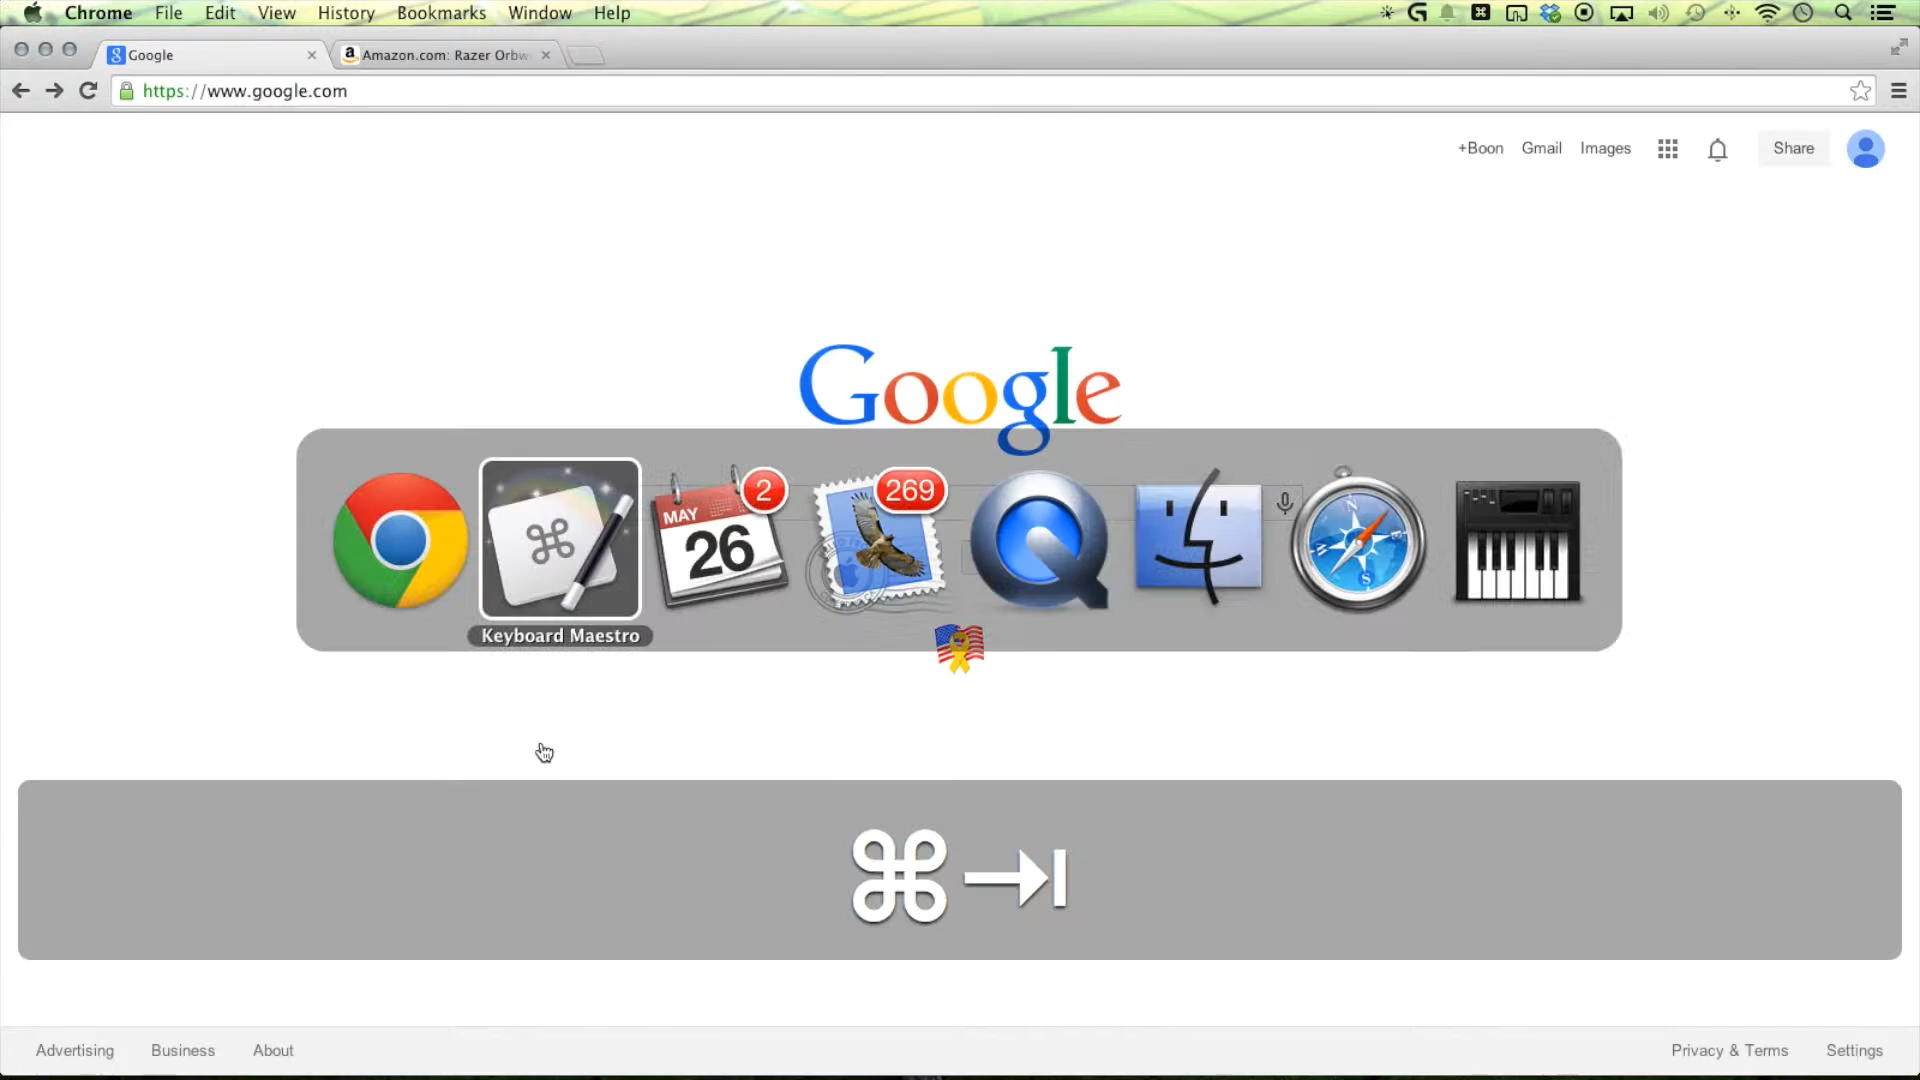 Chrome File Edit View History Bookmarks Window Help
Google
Amazon.com: Razer Orbw
https://www.google.com
+Boon Gmail Images Share
Google
MAY
26
2
269
N
W
E
S
Keyboard Maestro
⌘⇥
Advertising Business About
Privacy & Terms Settings